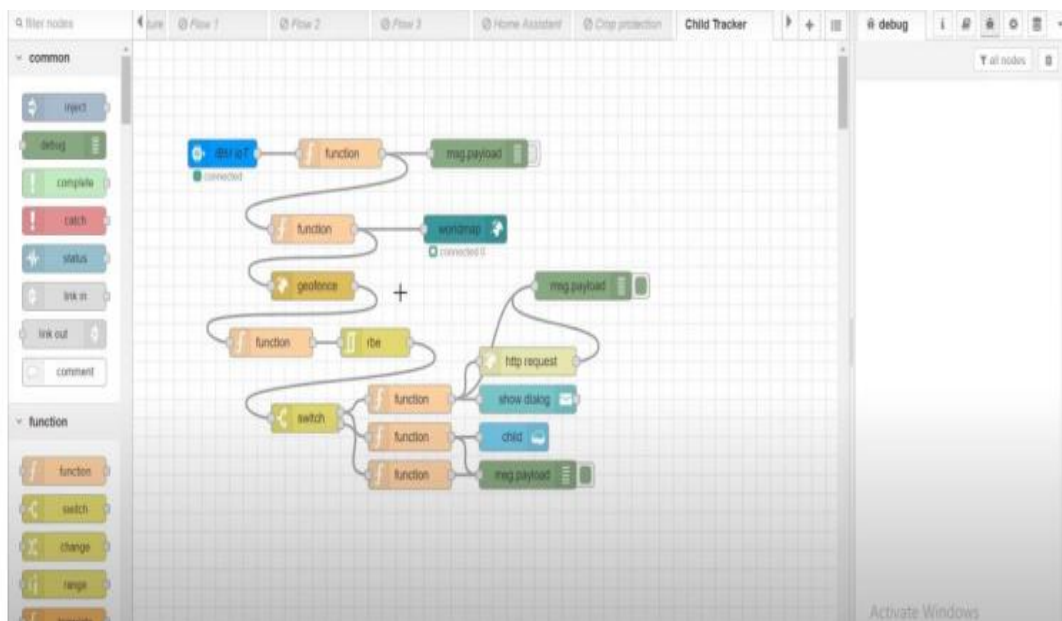 filter nodes
Flow 1
Flow 2
Flow 3
Home Assistant
Crop protection
Child Tracker
debug
i
all nodes
common
inject
debug
complete
catch
status
link in
link out
comment
function
function
switch
change
range
IBM IoT
connected
function
msg.payload
function
worldmap
connected 0
geofence
msg.payload
function
rbe
http request
switch
function
show dialog
function
child
function
msg.payload
Activate Windows